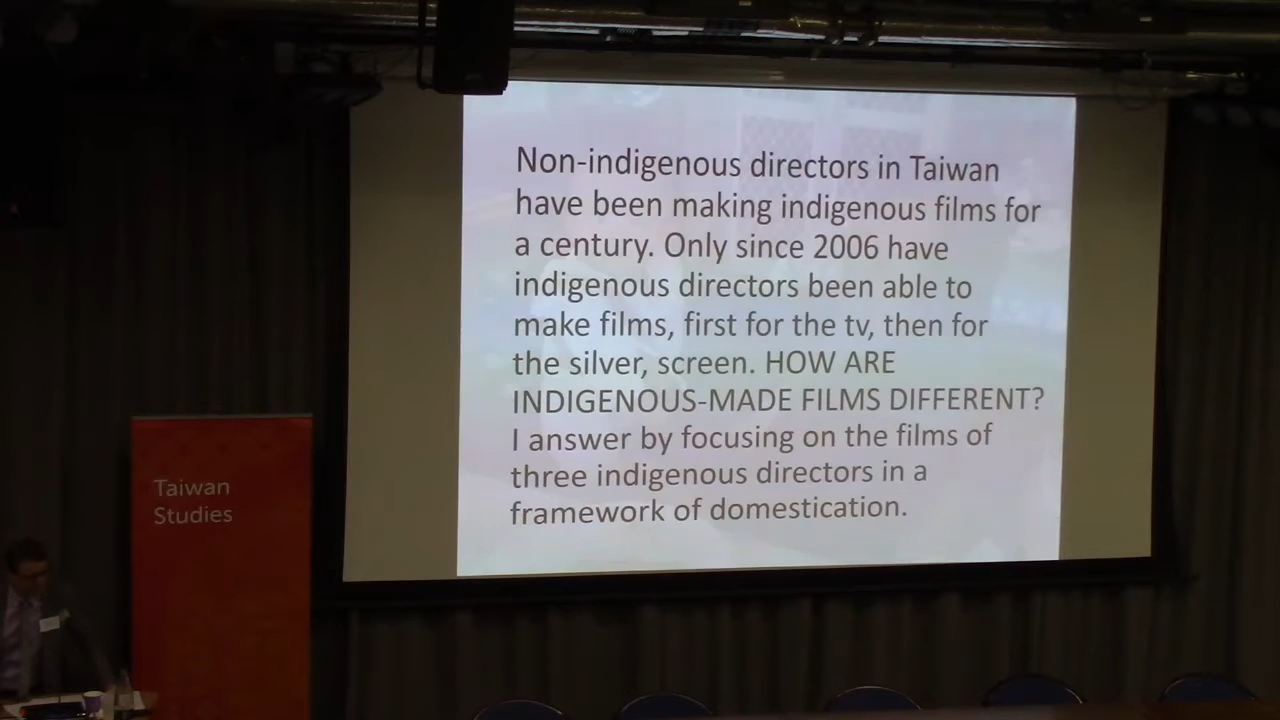 Non-indigenous directors in Taiwan
have been making indigenous films for
a century. Only since 2006 have
indigenous directors been able to
make films, first for the tv, then for
the silver, screen. HOW ARE
INDIGENOUS-MADE FILMS DIFFERENT?
I answer by focusing on the films of
three indigenous directors in a
framework of domestication.
Taiwan
Studies